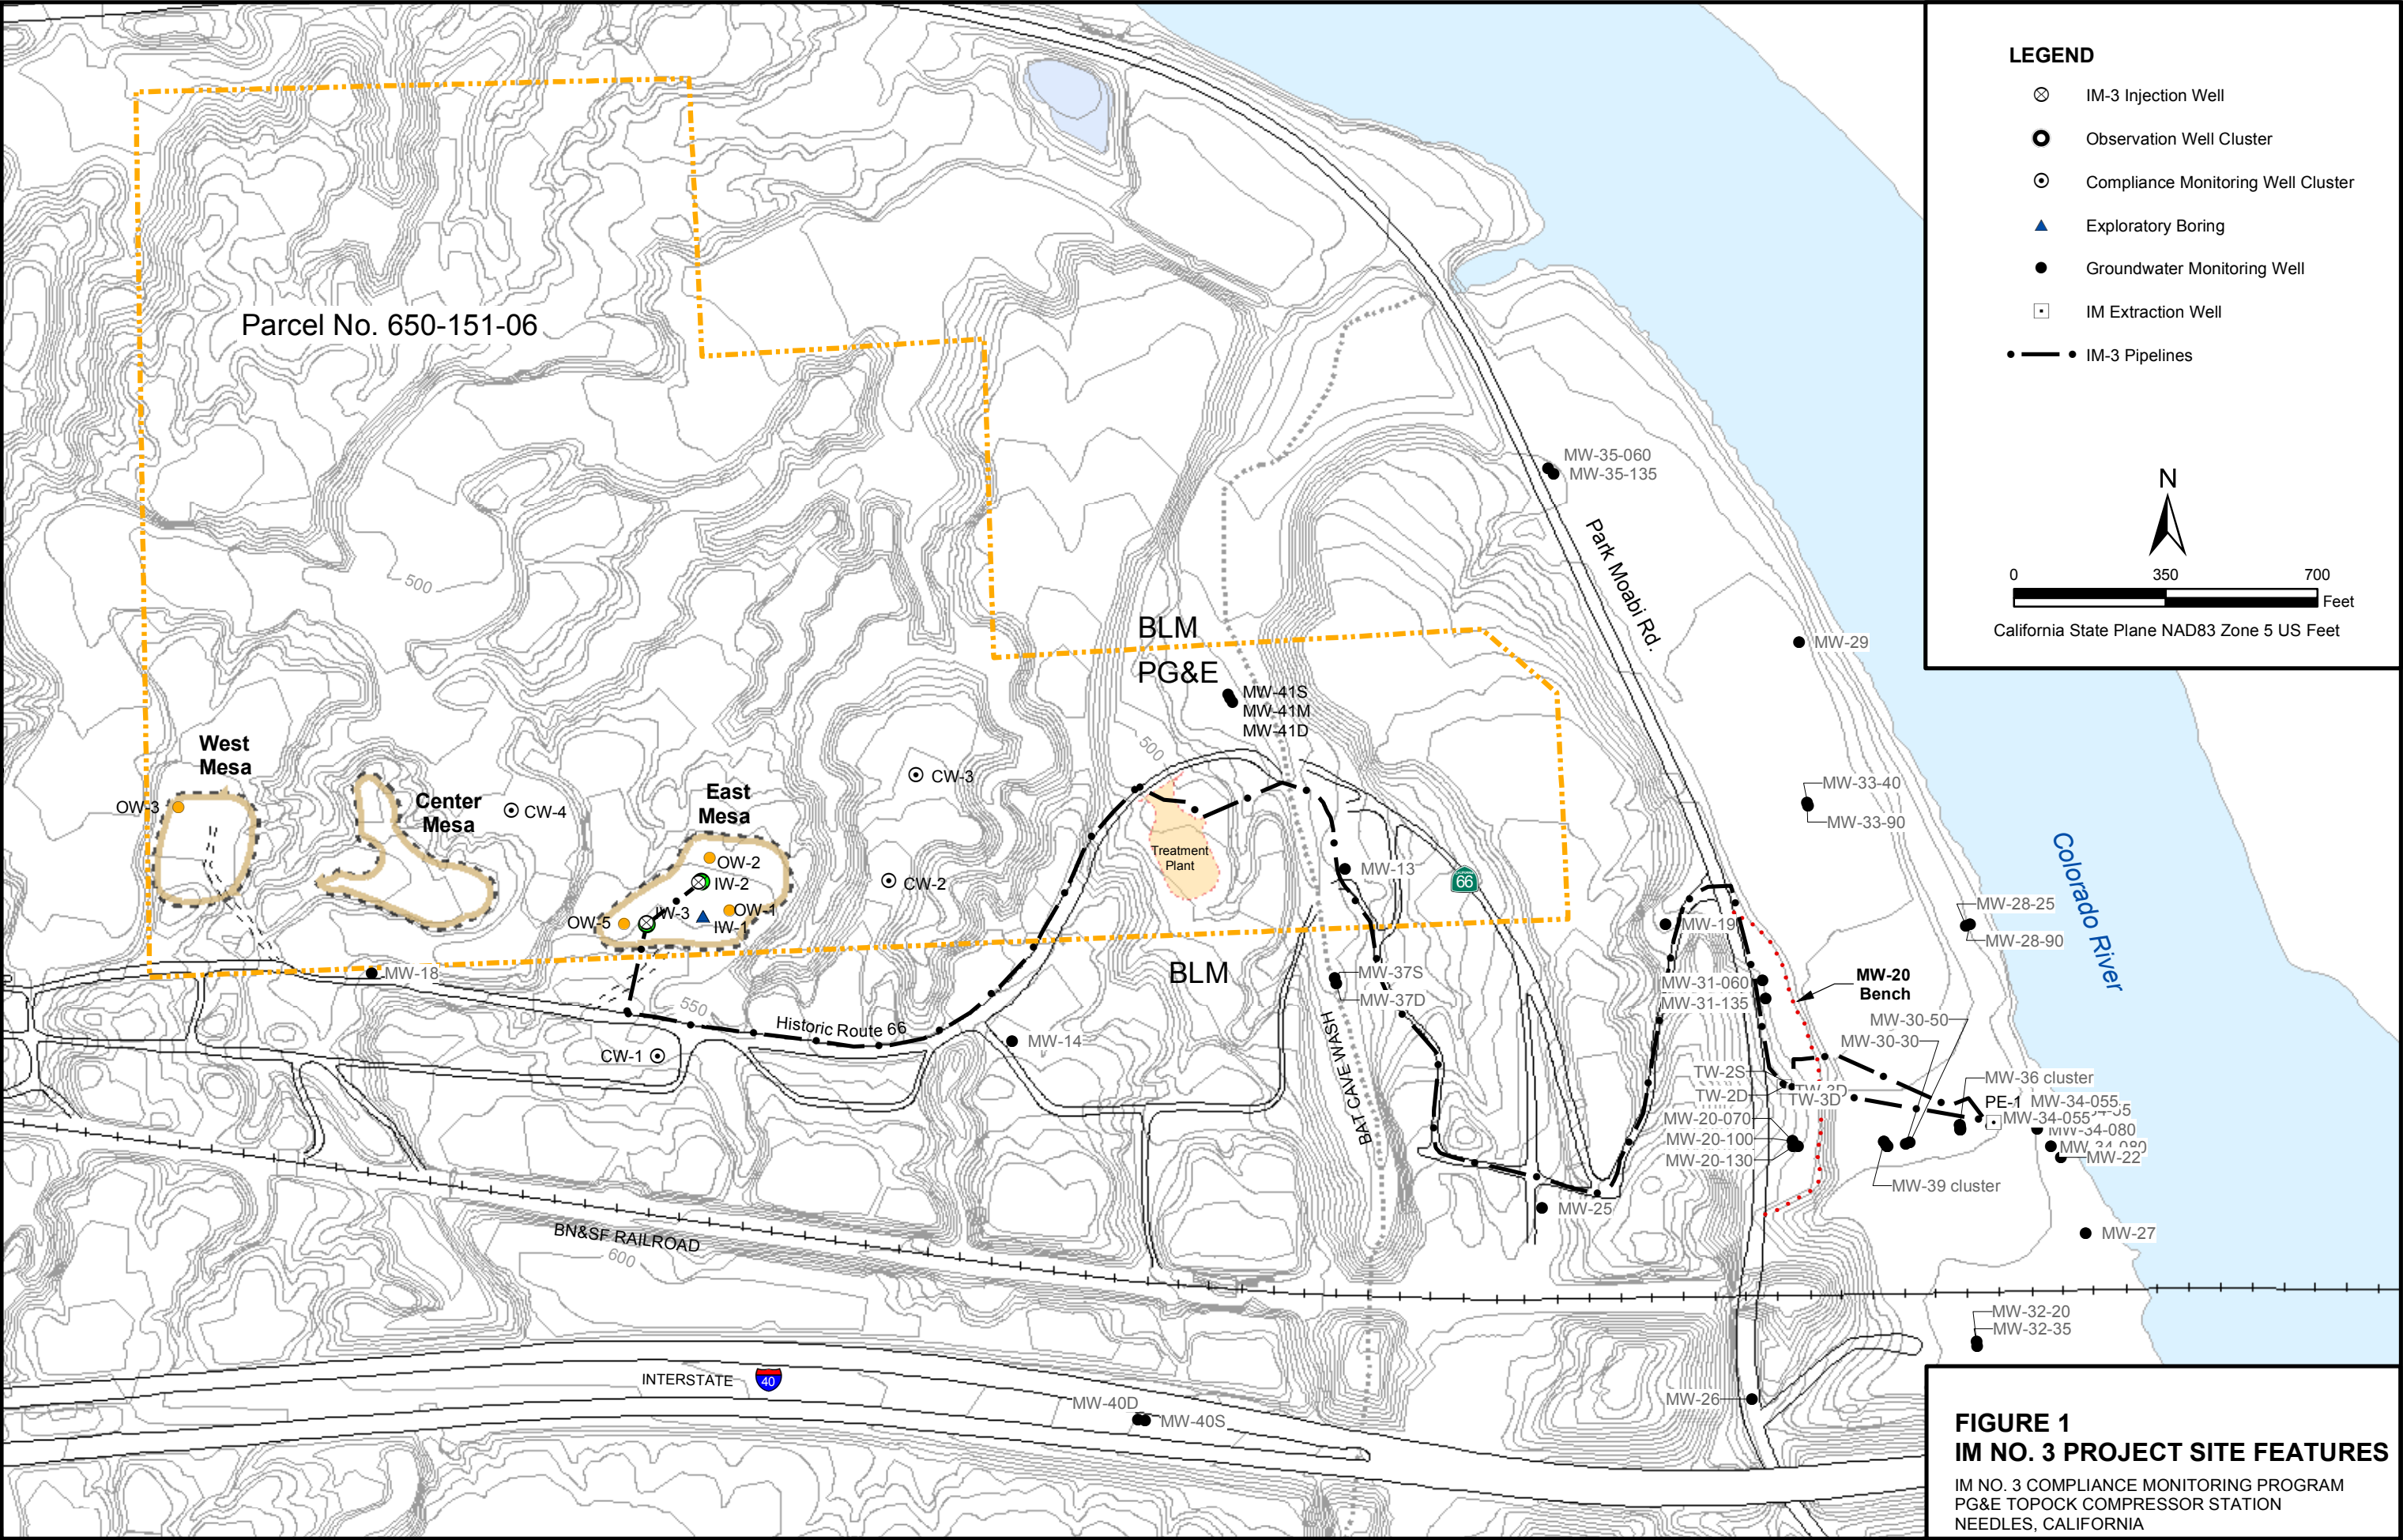 LEGEND
IM-3 Injection Well
Observation Well Cluster
Compliance Monitoring Well Cluster
Exploratory Boring
Groundwater Monitoring Well
IM Extraction Well
IM-3 Pipelines
N
0 350 700
Feet
California State Plane NAD83 Zone 5 US Feet
Parcel No. 650-151-06
MW-35-060
MW-35-135
Park Moabi Rd.
500
BLM
PG&E
MW-29
MW-41S
MW-41M
MW-41D
500
West
Mesa
Center
Mesa
East
Mesa
CW-3
CW-4
OW-3
MW-33-40
MW-33-90
Colorado River
Treatment
Plant
OW-2
IW-2
CW-2
MW-13
66
OW-5
IW-3
OW-1
IW-1
MW-19
MW-28-25
MW-28-90
MW-18
BLM
MW-37S
MW-37D
MW-31-060
MW-31-135
MW-20
Bench
550
Historic Route 66
MW-14
CW-1
BAT CAVE WASH
MW-30-50
MW-30-30
TW-2S
TW-2D
TW-3D
TW-3D
MW-36 cluster
PE-1
MW-34-055
MW-34-055
MW-34-080
MW-34-080
MW-22
MW-20-070
MW-20-100
MW-20-130
MW-39 cluster
MW-25
MW-27
BN&SF RAILROAD
600
MW-32-20
MW-32-35
INTERSTATE 40
MW-26
MW-40D
MW-40S
FIGURE 1
IM NO. 3 PROJECT SITE FEATURES
IM NO. 3 COMPLIANCE MONITORING PROGRAM
PG&E TOPOCK COMPRESSOR STATION
NEEDLES, CALIFORNIA